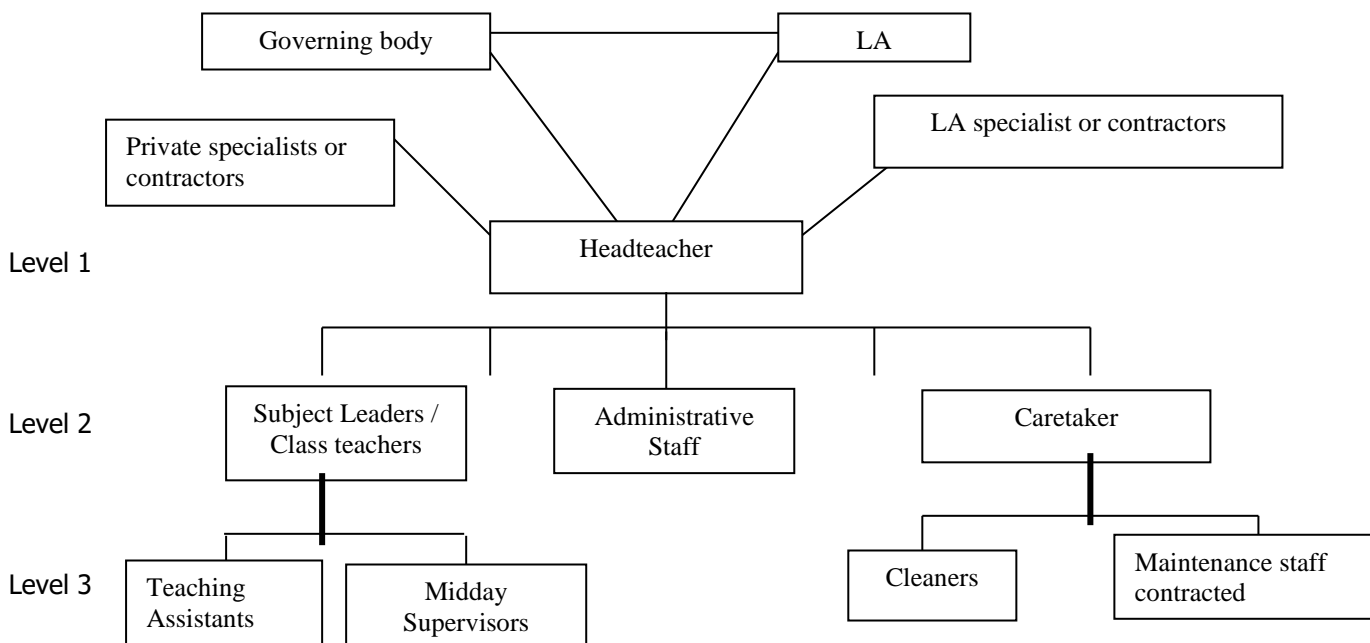 Governing body
LA
LA specialist or contractors
Private specialists or
contractors
Level 1
Headteacher
Level 2
Subject Leaders /
Class teachers
Administrative
Staff
Caretaker
Level 3
Teaching
Assistants
Midday
Supervisors
Cleaners
Maintenance staff
contracted